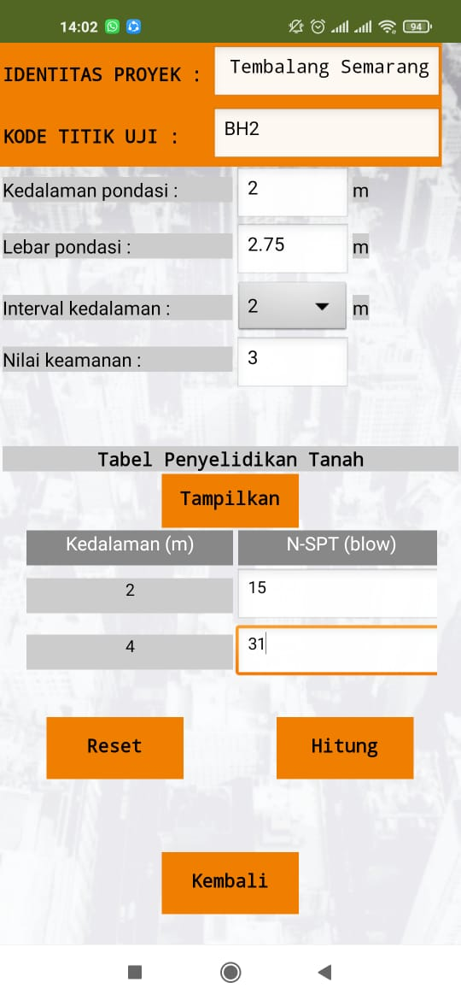 14:02 94
IDENTITAS PROYEK : Tembalang Semarang
KODE TITIK UJI : BH2
Kedalaman pondasi : 2 m
Lebar pondasi : 2.75 m
Interval kedalaman : 2 m
Nilai keamanan : 3
Tabel Penyelidikan Tanah
Tampilkan
Kedalaman (m) N-SPT (blow)
2 15
4 31
Reset Hitung
Kembali